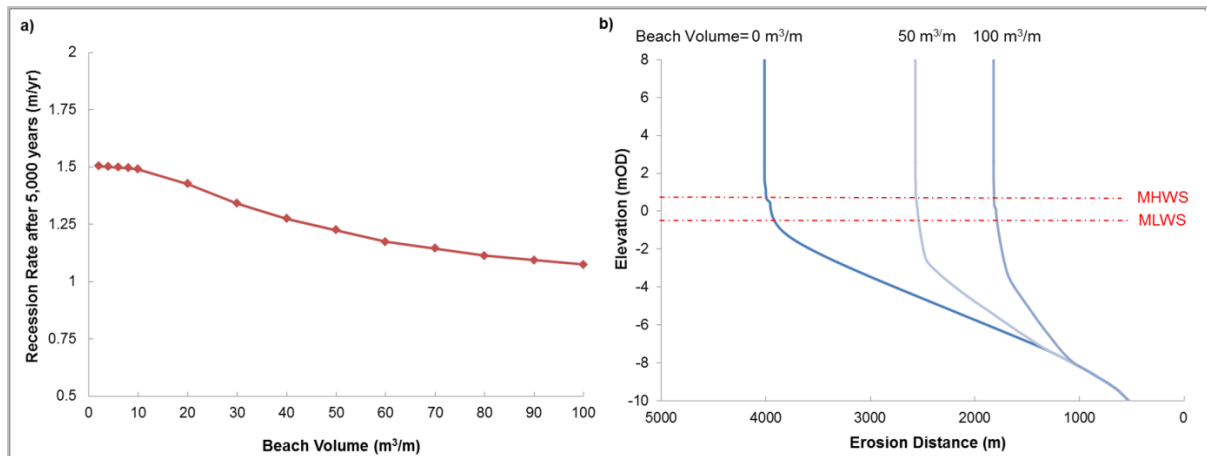 a)
Recession Rate after 5,000 years (m/yr)
2
1.5
1.25
1
0.75
0.5
0 10 20 30 40 50 60 70 80 90 100
Beach Volume (m³/m)
b)
Beach Volume= 0 m³/m 50 m³/m 100 m³/m
Elevation (mOD)
8
6
4
2
0
-2
-4
-6
-8
-10
MHWS
MLWS
5000 4000 3000 2000 1000 0
Erosion Distance (m)